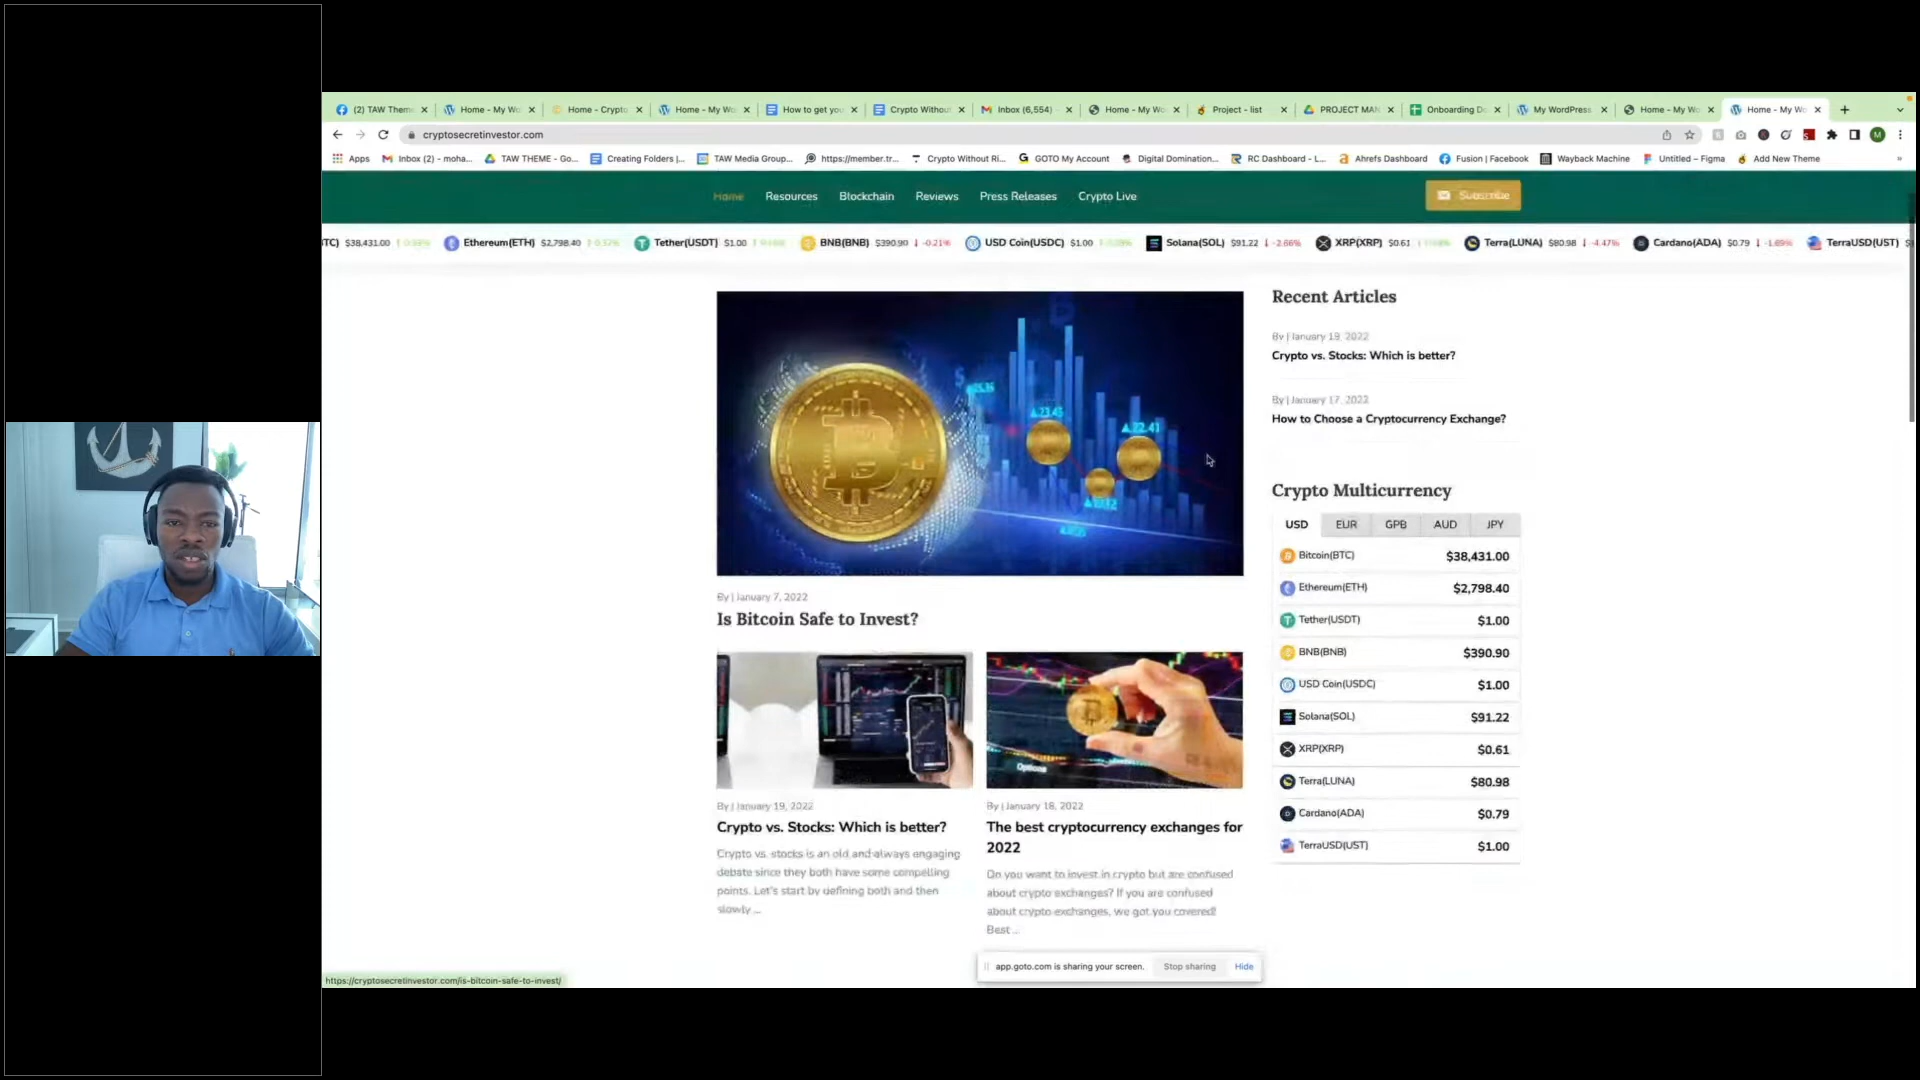 (2) TAW Them
Home - My Wo
Home - Crypto
Home - My Wo
How to get you
Crypto Withou
Inbox (6,554) -
Home - My Wo
Project - list
PROJECT MAN
Onboarding Do
My WordPress
Home - My Wo
Home - My Wo
cryptosecretinvestor.com
Apps
Inbox (2) - moha...
TAW THEME - Go...
Creating Folders |...
TAW Media Group...
https://member.tr...
Crypto Without Ri...
GOTO My Account
Digital Domination...
RC Dashboard - L...
Ahrefs Dashboard
Fusion | Facebook
Wayback Machine
Untitled – Figma
Add New Theme
»
Home
Resources
Blockchain
Reviews
Press Releases
Crypto Live
Subscribe
TC) $38,431.00
Ethereum(ETH) $2,798.40
Tether(USDT) $1.00
BNB(BNB) $390.90 ↓ -0.21%
USD Coin(USDC) $1.00
Solana(SOL) $91.22 ↓ -2.66%
XRP(XRP) $0.61
Terra(LUNA) $80.98 ↓ -4.47%
Cardano(ADA) $0.79 ↓ -1.69%
TerraUSD(UST)
▲23.45
▲22.41
By | January 7, 2022
Is Bitcoin Safe to Invest?
By | January 19, 2022
Crypto vs. Stocks: Which is better?
Crypto vs. stocks is an old and always engaging
debate since they both have some compelling
points. Let's start by defining both and then
slowly ...
Options
By | January 18, 2022
The best cryptocurrency exchanges for
2022
Do you want to invest in crypto but are confused
about crypto exchanges? If you are confused
about crypto exchanges, we got you covered!
Best ...
Recent Articles
By | January 19, 2022
Crypto vs. Stocks: Which is better?
By | January 17, 2022
How to Choose a Cryptocurrency Exchange?
Crypto Multicurrency
USD EUR GPB AUD JPY
Bitcoin(BTC) $38,431.00
Ethereum(ETH) $2,798.40
Tether(USDT) $1.00
BNB(BNB) $390.90
USD Coin(USDC) $1.00
Solana(SOL) $91.22
XRP(XRP) $0.61
Terra(LUNA) $80.98
Cardano(ADA) $0.79
TerraUSD(UST) $1.00
app.goto.com is sharing your screen.
Stop sharing
Hide
https://cryptosecretinvestor.com/is-bitcoin-safe-to-invest/